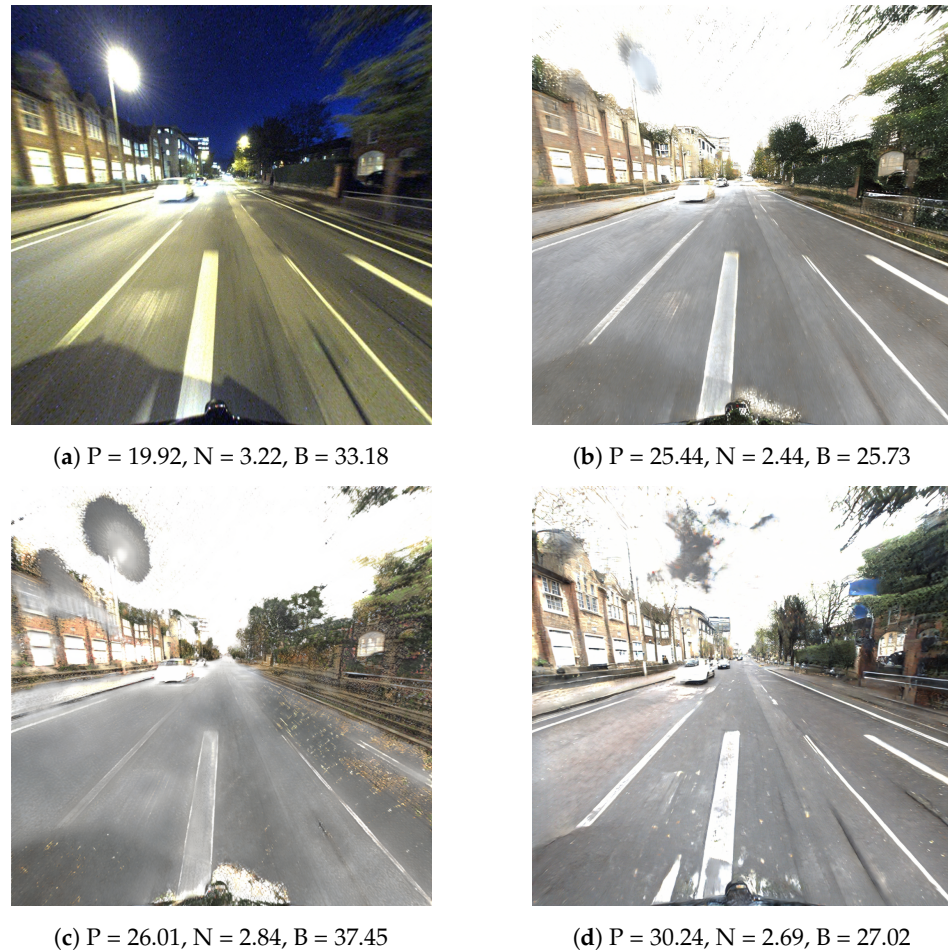 (a) P = 19.92, N = 3.22, B = 33.18
(b) P = 25.44, N = 2.44, B = 25.73
(c) P = 26.01, N = 2.84, B = 37.45
(d) P = 30.24, N = 2.69, B = 27.02